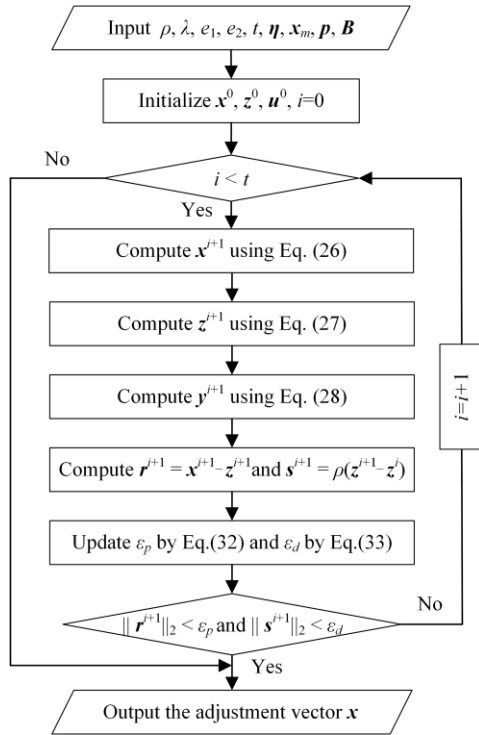 Input ρ, λ, e₁, e₂, t, η, xₘ, p, B
Initialize x⁰, z⁰, u⁰, i=0
No
i < t
Yes
Compute xⁱ⁺¹ using Eq. (26)
Compute zⁱ⁺¹ using Eq. (27)
Compute yⁱ⁺¹ using Eq. (28)
i=i+1
Compute rⁱ⁺¹ = xⁱ⁺¹− zⁱ⁺¹ and sⁱ⁺¹ = ρ(zⁱ⁺¹− zⁱ)
Update εₚ by Eq.(32) and ε_d by Eq.(33)
No
|| rⁱ⁺¹||₂ < εₚ and || sⁱ⁺¹||₂ < ε_d
Yes
Output the adjustment vector x